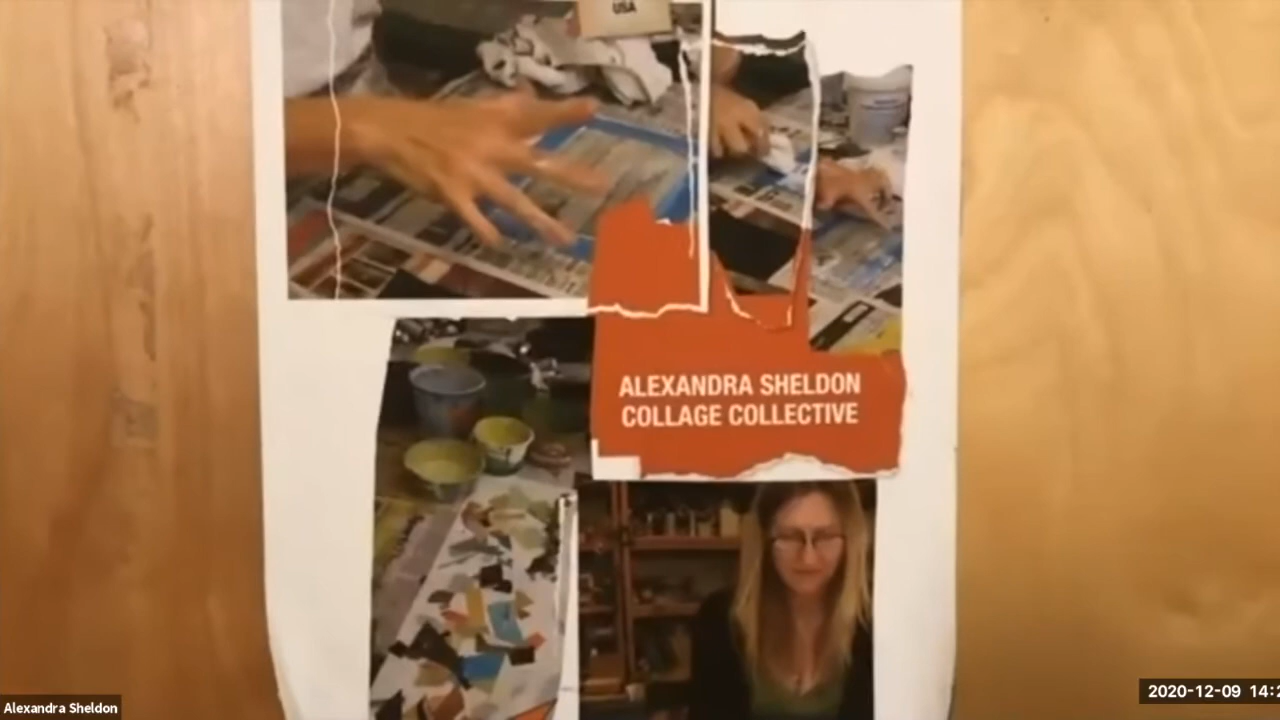 USA
ALEXANDRA SHELDON
COLLAGE COLLECTIVE
Alexandra Sheldon
2020-12-09 14:2